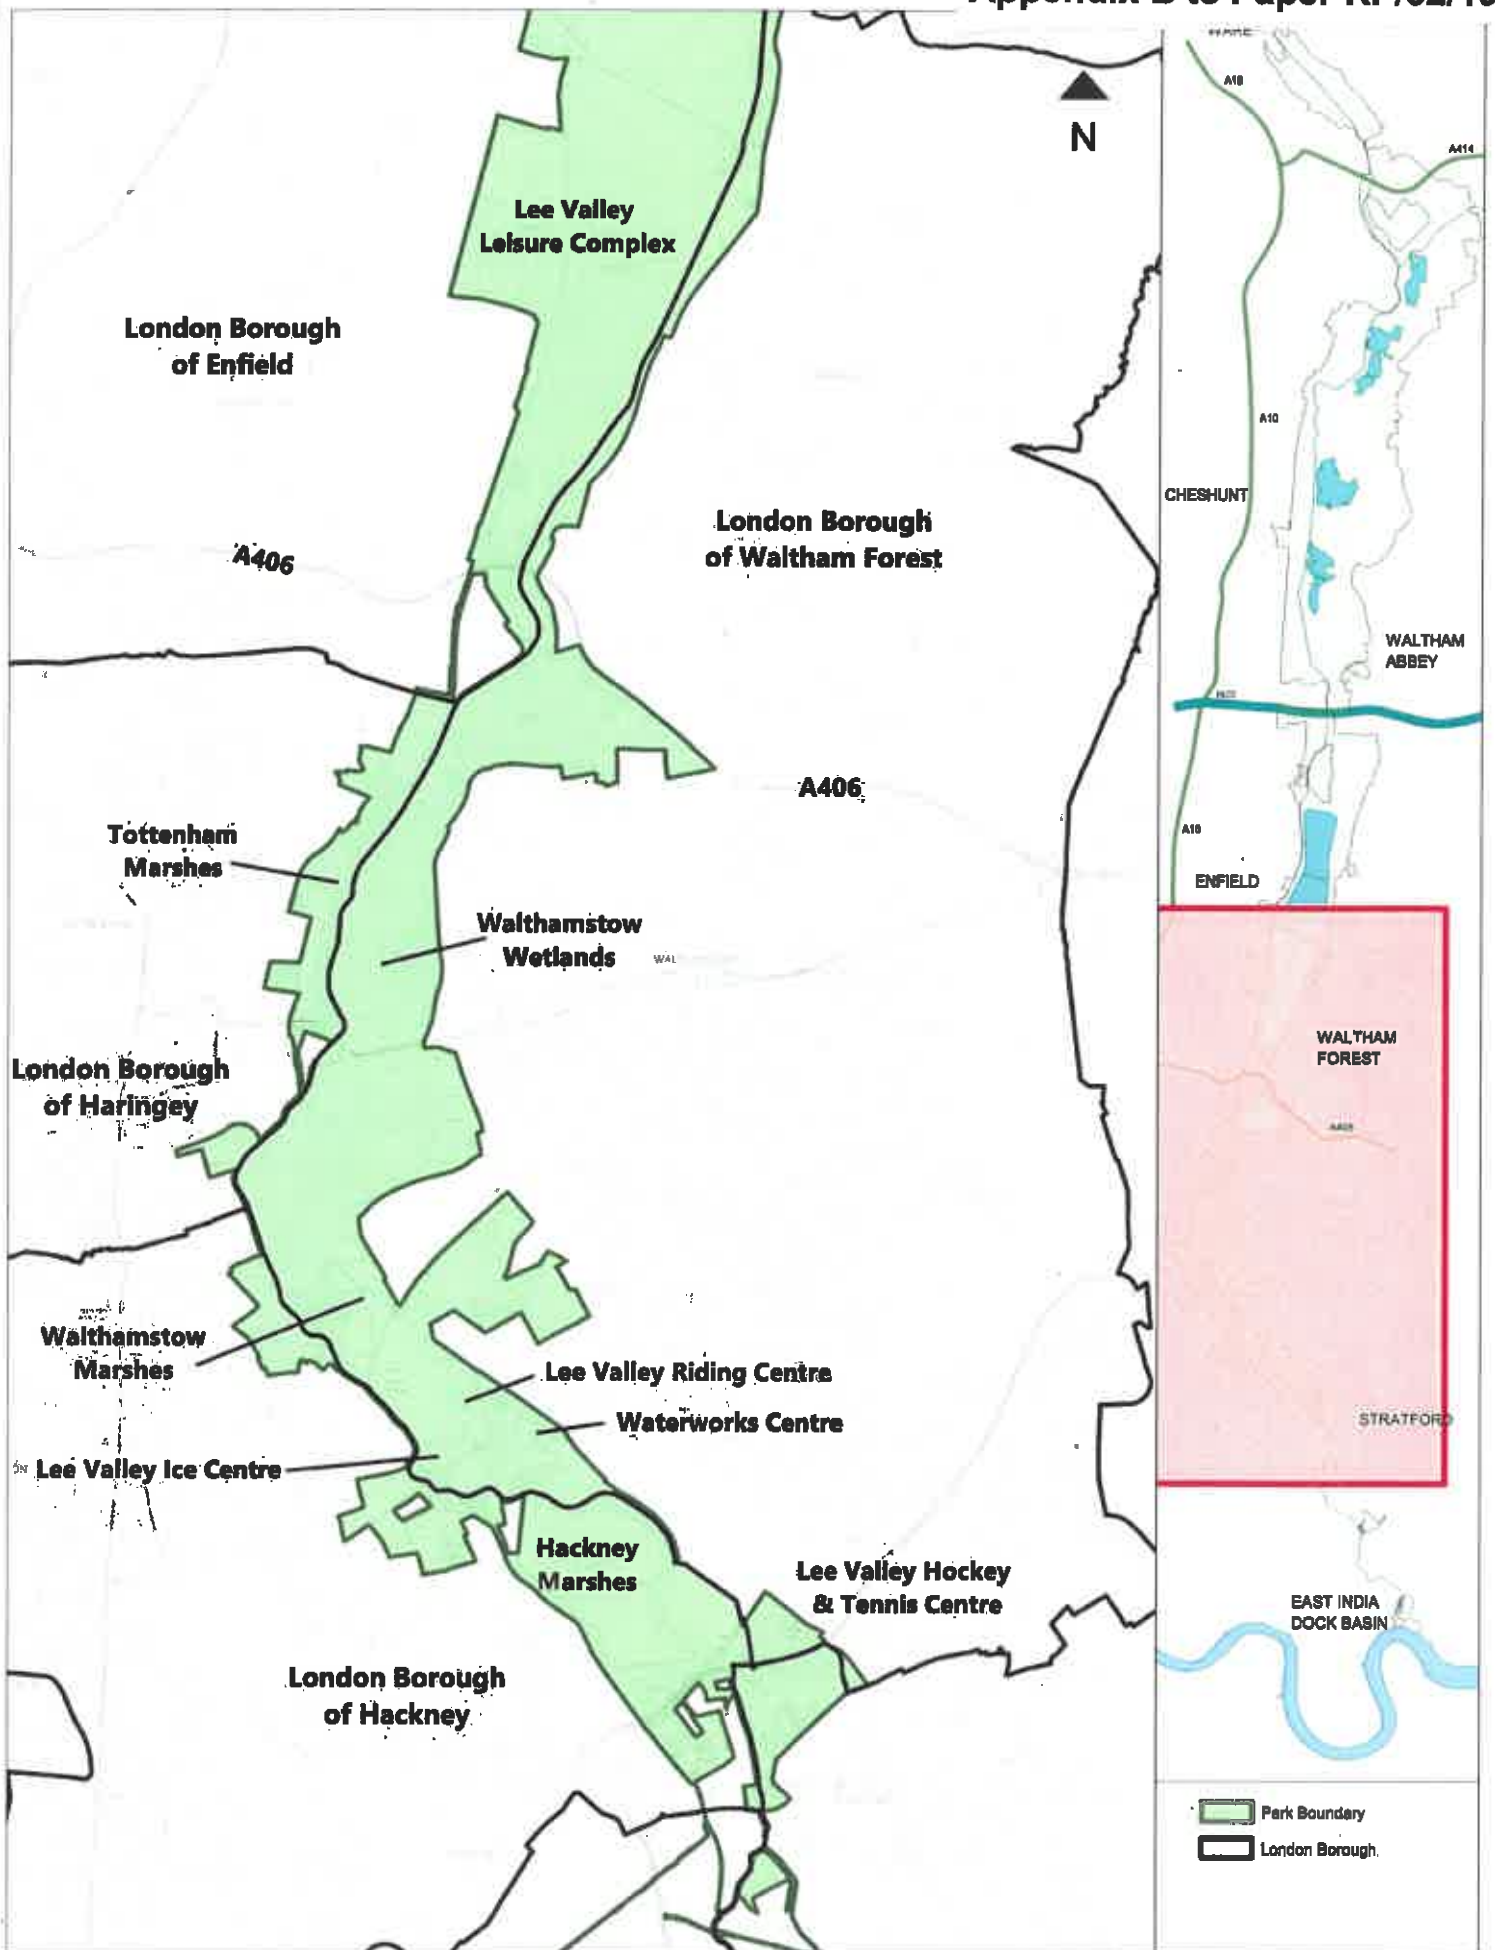 N
Lee Valley
Leisure Complex
London Borough
of Enfield
A406
London Borough
of Waltham Forest
A406
Tottenham
Marshes
Walthamstow
Wetlands
WAL
London Borough
of Haringey
Walthamstow
Marshes
Lee Valley Riding Centre
Waterworks Centre
Lee Valley Ice Centre
Hackney
Marshes
Lee Valley Hockey
& Tennis Centre
London Borough
of Hackney
WARE
A10
A414
A10
CHESHUNT
WALTHAM
ABBEY
A10
ENFIELD
WALTHAM
FOREST
A406
STRATFORD
EAST INDIA
DOCK BASIN
Park Boundary
London Borough